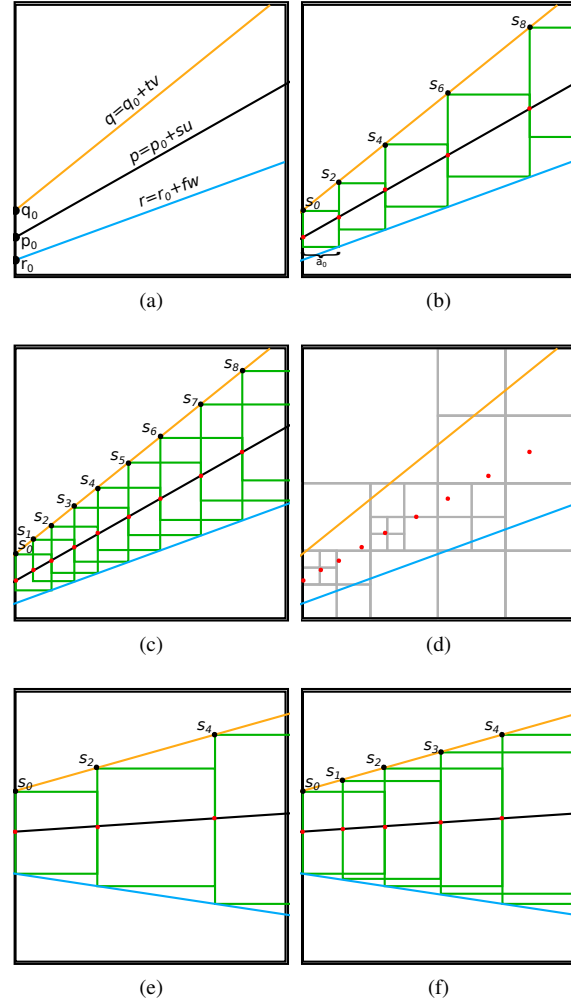 q=q₀+tv
p=p₀+su
r=r₀+fw
q₀
p₀
r₀
(a)
s₈
s₆
s₄
s₂
s₀
a₀
(b)
s₈
s₇
s₆
s₅
s₄
s₃
s₂
s₁
s₀
(c)
(d)
s₄
s₂
s₀
(e)
s₄
s₃
s₂
s₁
s₀
(f)